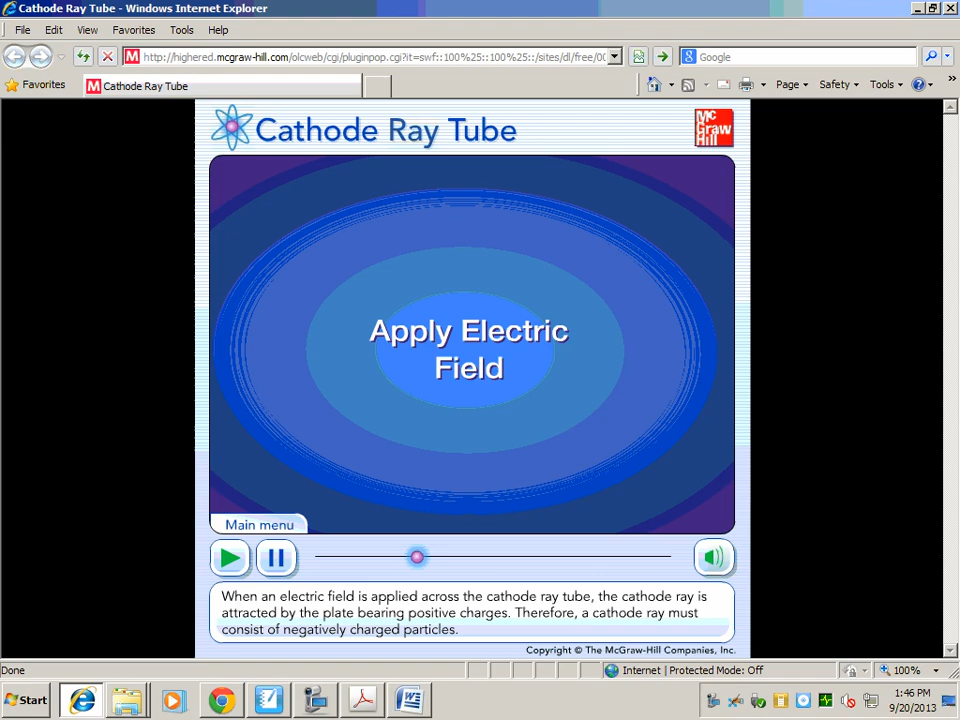 Cathode Ray Tube - Windows Internet Explorer
File Edit View Favorites Tools Help
http://highered.mcgraw-hill.com/olcweb/cgi/pluginpop.cgi?it=swf::100%25::100%25::/sites/dl/free/00
Google
Favorites
Cathode Ray Tube
Page Safety Tools
Cathode Ray Tube
Mc
Graw
Hill
Apply Electric
Field
Main menu
When an electric field is applied across the cathode ray tube, the cathode ray is
attracted by the plate bearing positive charges. Therefore, a cathode ray must
consist of negatively charged particles.
Copyright © The McGraw-Hill Companies, Inc.
Done
Internet | Protected Mode: Off
100%
Start
1:46 PM
9/20/2013